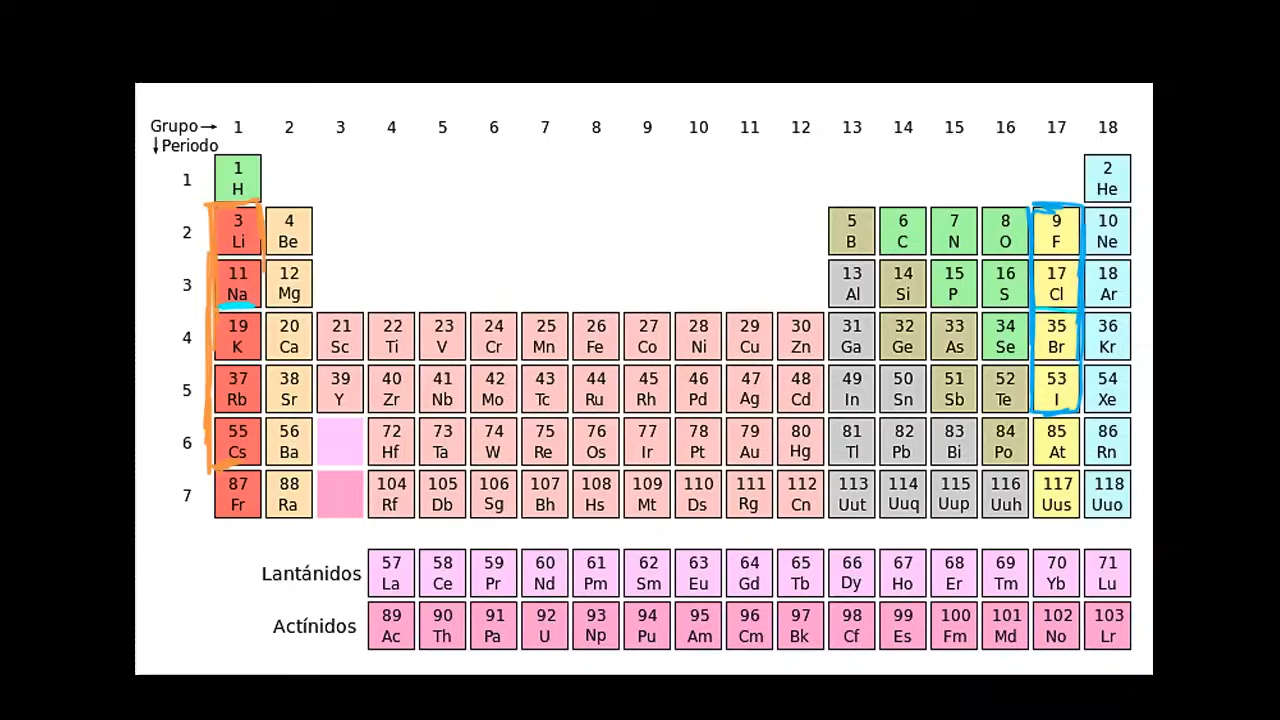 Grupo→ 1 2 3 4 5 6 7 8 9 10 11 12 13 14 15 16 17 18
↓Periodo
1 1 2
H He
2 3 4 5 6 7 8 9 10
Li Be B C N O F Ne
3 11 12 13 14 15 16 17 18
Na Mg Al Si P S Cl Ar
4 19 20 21 22 23 24 25 26 27 28 29 30 31 32 33 34 35 36
K Ca Sc Ti V Cr Mn Fe Co Ni Cu Zn Ga Ge As Se Br Kr
5 37 38 39 40 41 42 43 44 45 46 47 48 49 50 51 52 53 54
Rb Sr Y Zr Nb Mo Tc Ru Rh Pd Ag Cd In Sn Sb Te I Xe
6 55 56 72 73 74 75 76 77 78 79 80 81 82 83 84 85 86
Cs Ba Hf Ta W Re Os Ir Pt Au Hg Tl Pb Bi Po At Rn
7 87 88 104 105 106 107 108 109 110 111 112 113 114 115 116 117 118
Fr Ra Rf Db Sg Bh Hs Mt Ds Rg Cn Uut Uuq Uup Uuh Uus Uuo
Lantánidos 57 58 59 60 61 62 63 64 65 66 67 68 69 70 71
La Ce Pr Nd Pm Sm Eu Gd Tb Dy Ho Er Tm Yb Lu
Actínidos 89 90 91 92 93 94 95 96 97 98 99 100 101 102 103
Ac Th Pa U Np Pu Am Cm Bk Cf Es Fm Md No Lr